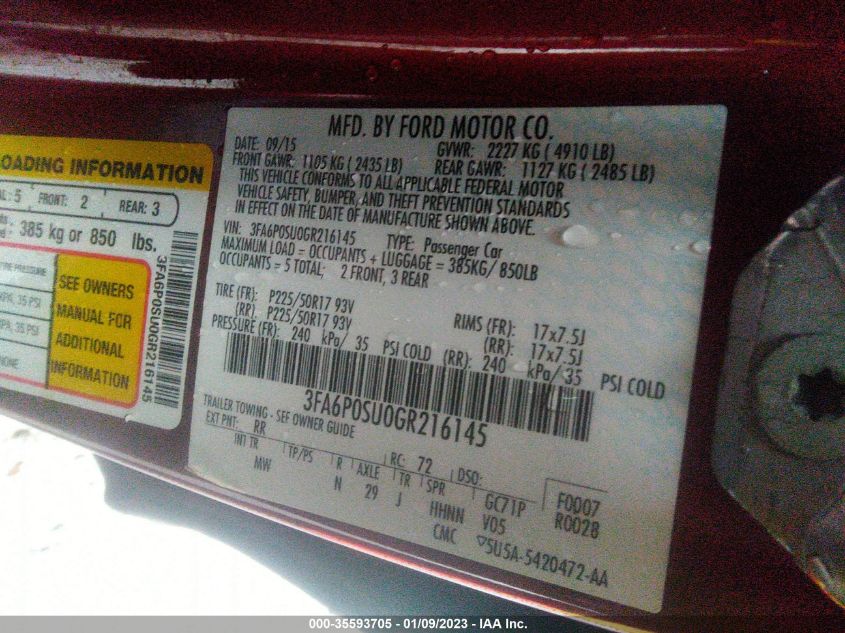 MFD. BY FORD MOTOR CO.
DATE: 09/15 GVWR: 2227 KG ( 4910 LB)
FRONT GAWR: 1105 KG ( 2435 LB) REAR GAWR: 1127 KG ( 2485 LB)
THIS VEHICLE CONFORMS TO ALL APPLICABLE FEDERAL MOTOR
VEHICLE SAFETY, BUMPER, AND THEFT PREVENTION STANDARDS
IN EFFECT ON THE DATE OF MANUFACTURE SHOWN ABOVE.
VIN: 3FA6P0SU0GR216145 TYPE: Passenger Car
MAXIMUM LOAD = OCCUPANTS + LUGGAGE = 385KG/ 850LB
OCCUPANTS = 5 TOTAL; 2 FRONT, 3 REAR
TIRE (FR): P225/50R17 93V RIMS (FR): 17x7.5J
(RR): P225/50R17 93V (RR): 17x7.5J
PRESSURE (FR): 240 kPa/ 35 PSI COLD (RR): 240 kPa/35 PSI COLD
3FA6P0SU0GR216145
TRAILER TOWING - SEE OWNER GUIDE
EXT PNT: RR RC: 72 DSO:
INT TR TP/PS R AXLE TR SPR GC71P F0007
MW N 29 J HHNN V05 R0028
CMC ▽5U5A-5420472-AA
LOADING INFORMATION
: 5 FRONT: 2 REAR: 3
385 kg or 850 lbs.
PRESSURE
35 PSI
35 PSI
NONE
SEE OWNERS
MANUAL FOR
ADDITIONAL
INFORMATION
3FA6P0SU0GR216145
000-35593705 - 01/09/2023 - IAA Inc.